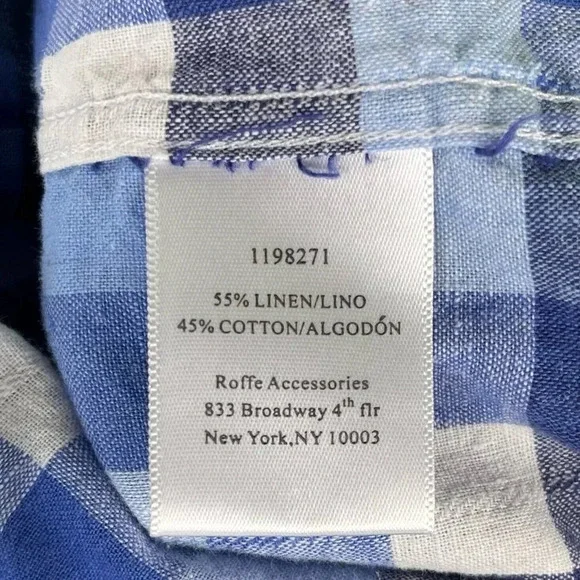 1198271
55% LINEN/LINO
45% COTTON/ALGODÓN
Roffe Accessories
833 Broadway 4th flr
New York,NY 10003